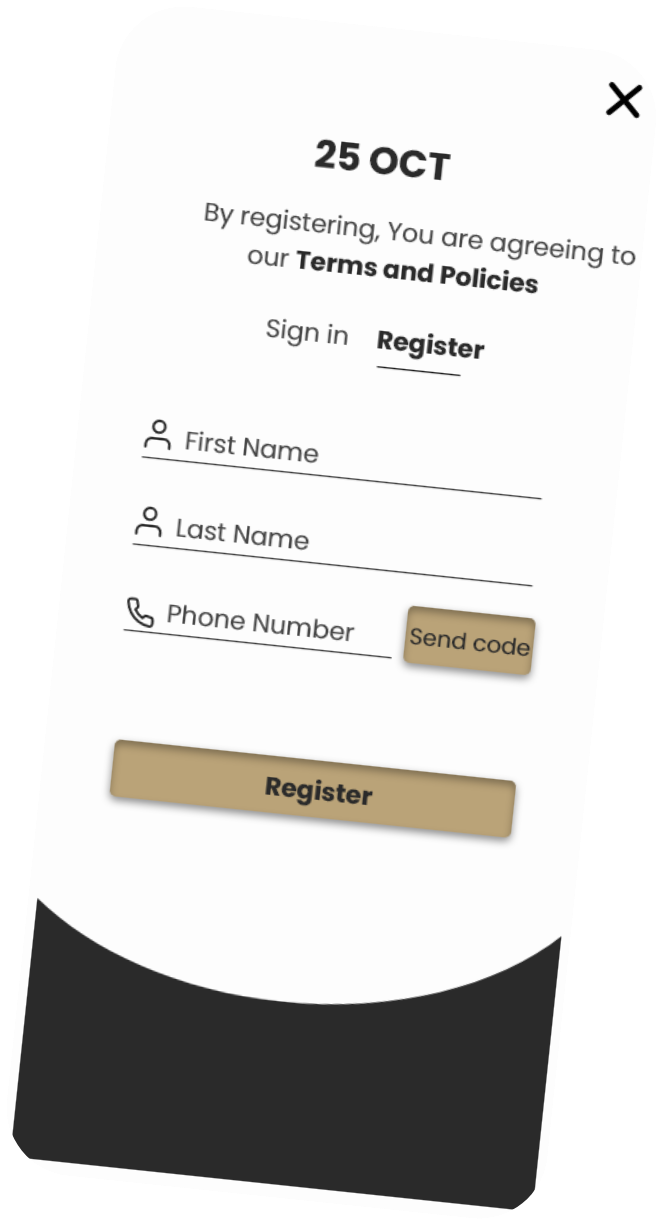 25 OCT
By registering, You are agreeing to
our Terms and Policies
Sign in Register
First Name
Last Name
Phone Number Send code
Register